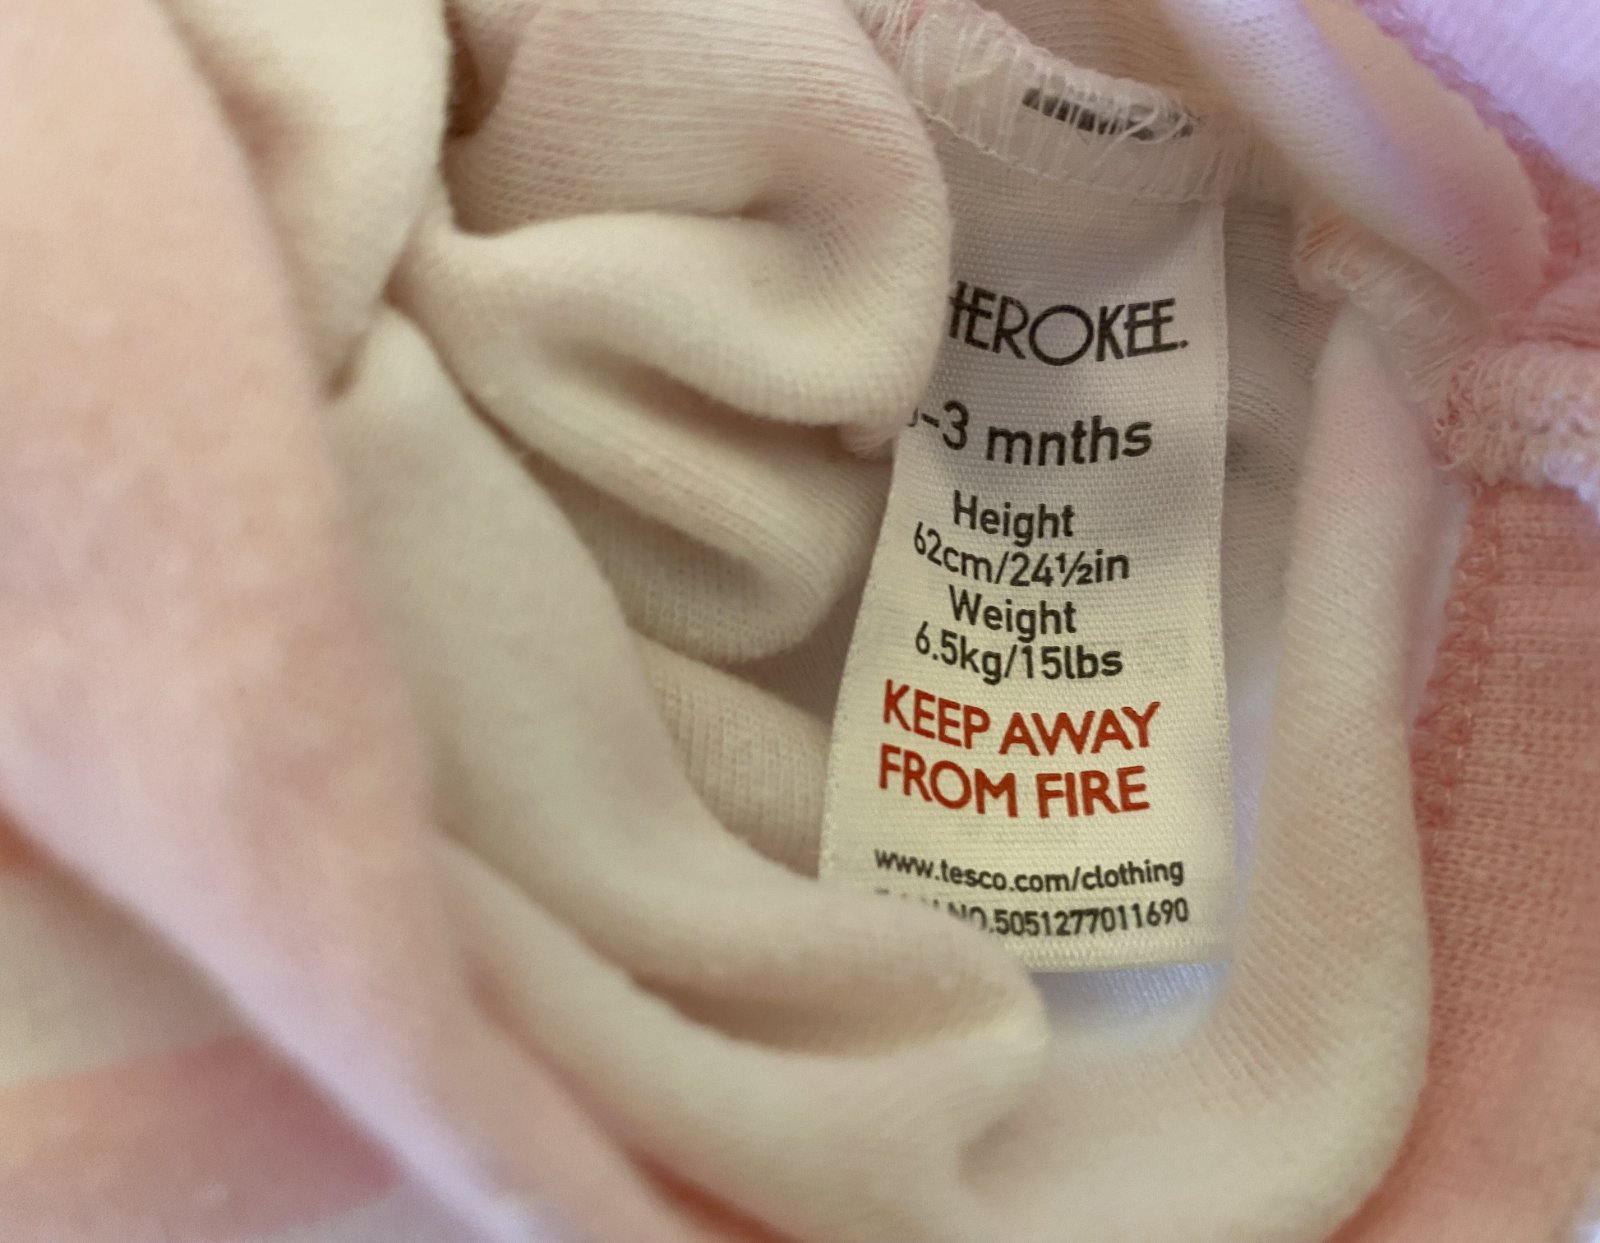 HEROKEE.
-3 mnths
Height
62cm/24½in
Weight
6.5kg/15lbs
KEEP AWAY
FROM FIRE
www.tesco.com/clothing
NO.5051277011690